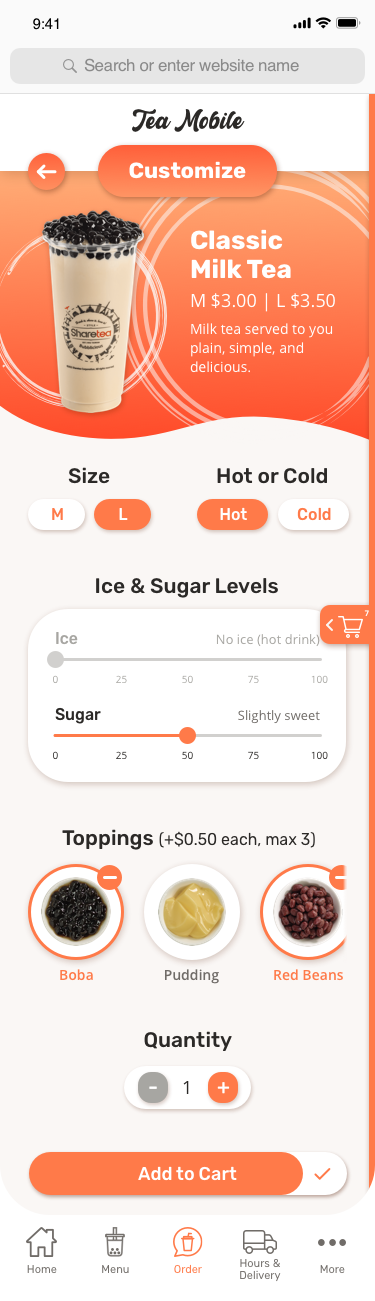 9:41
Search or enter website name
Tea Mobile
Customize
Classic
Milk Tea
M $3.00 | L $3.50
Milk tea served to you
plain, simple, and
delicious.
Sharetea
Size
Hot or Cold
M
L
Hot
Cold
Ice & Sugar Levels
7
Ice
No ice (hot drink)
0 25 50 75 100
Sugar
Slightly sweet
0 25 50 75 100
Toppings (+$0.50 each, max 3)
Boba
Pudding
Red Beans
Quantity
- 1 +
Add to Cart
Home
Menu
Order
Hours &
Delivery
More